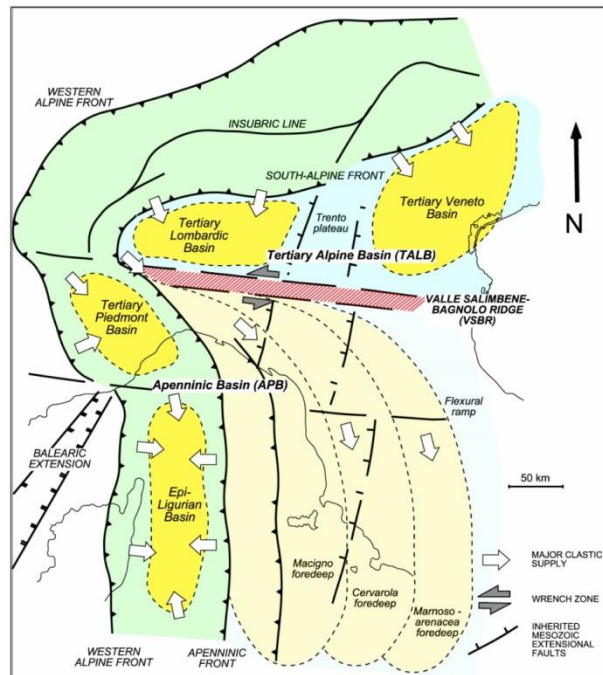 WESTERN
ALPINE FRONT
INSUBRIC LINE
SOUTH-ALPINE FRONT
N
Tertiary Veneto
Basin
Trento
plateau
Tertiary
Lombardic
Basin
Tertiary Alpine Basin (TALB)
VALLE SALIMBENE-
BAGNOLO RIDGE
(VSBR)
Tertiary
Piedmont
Basin
Apenninic Basin (APB)
Flexural
ramp
BALEARIC
EXTENSION
50 km
Epi-
Ligurian
Basin
Macigno
foredeep
Cervarola
foredeep
Marnoso-
arenacea
foredeep
MAJOR CLASTIC
SUPPLY
WRENCH ZONE
INHERITED
MESOZOIC
EXTENSIONAL
FAULTS
WESTERN
ALPINE FRONT
APENNINIC
FRONT